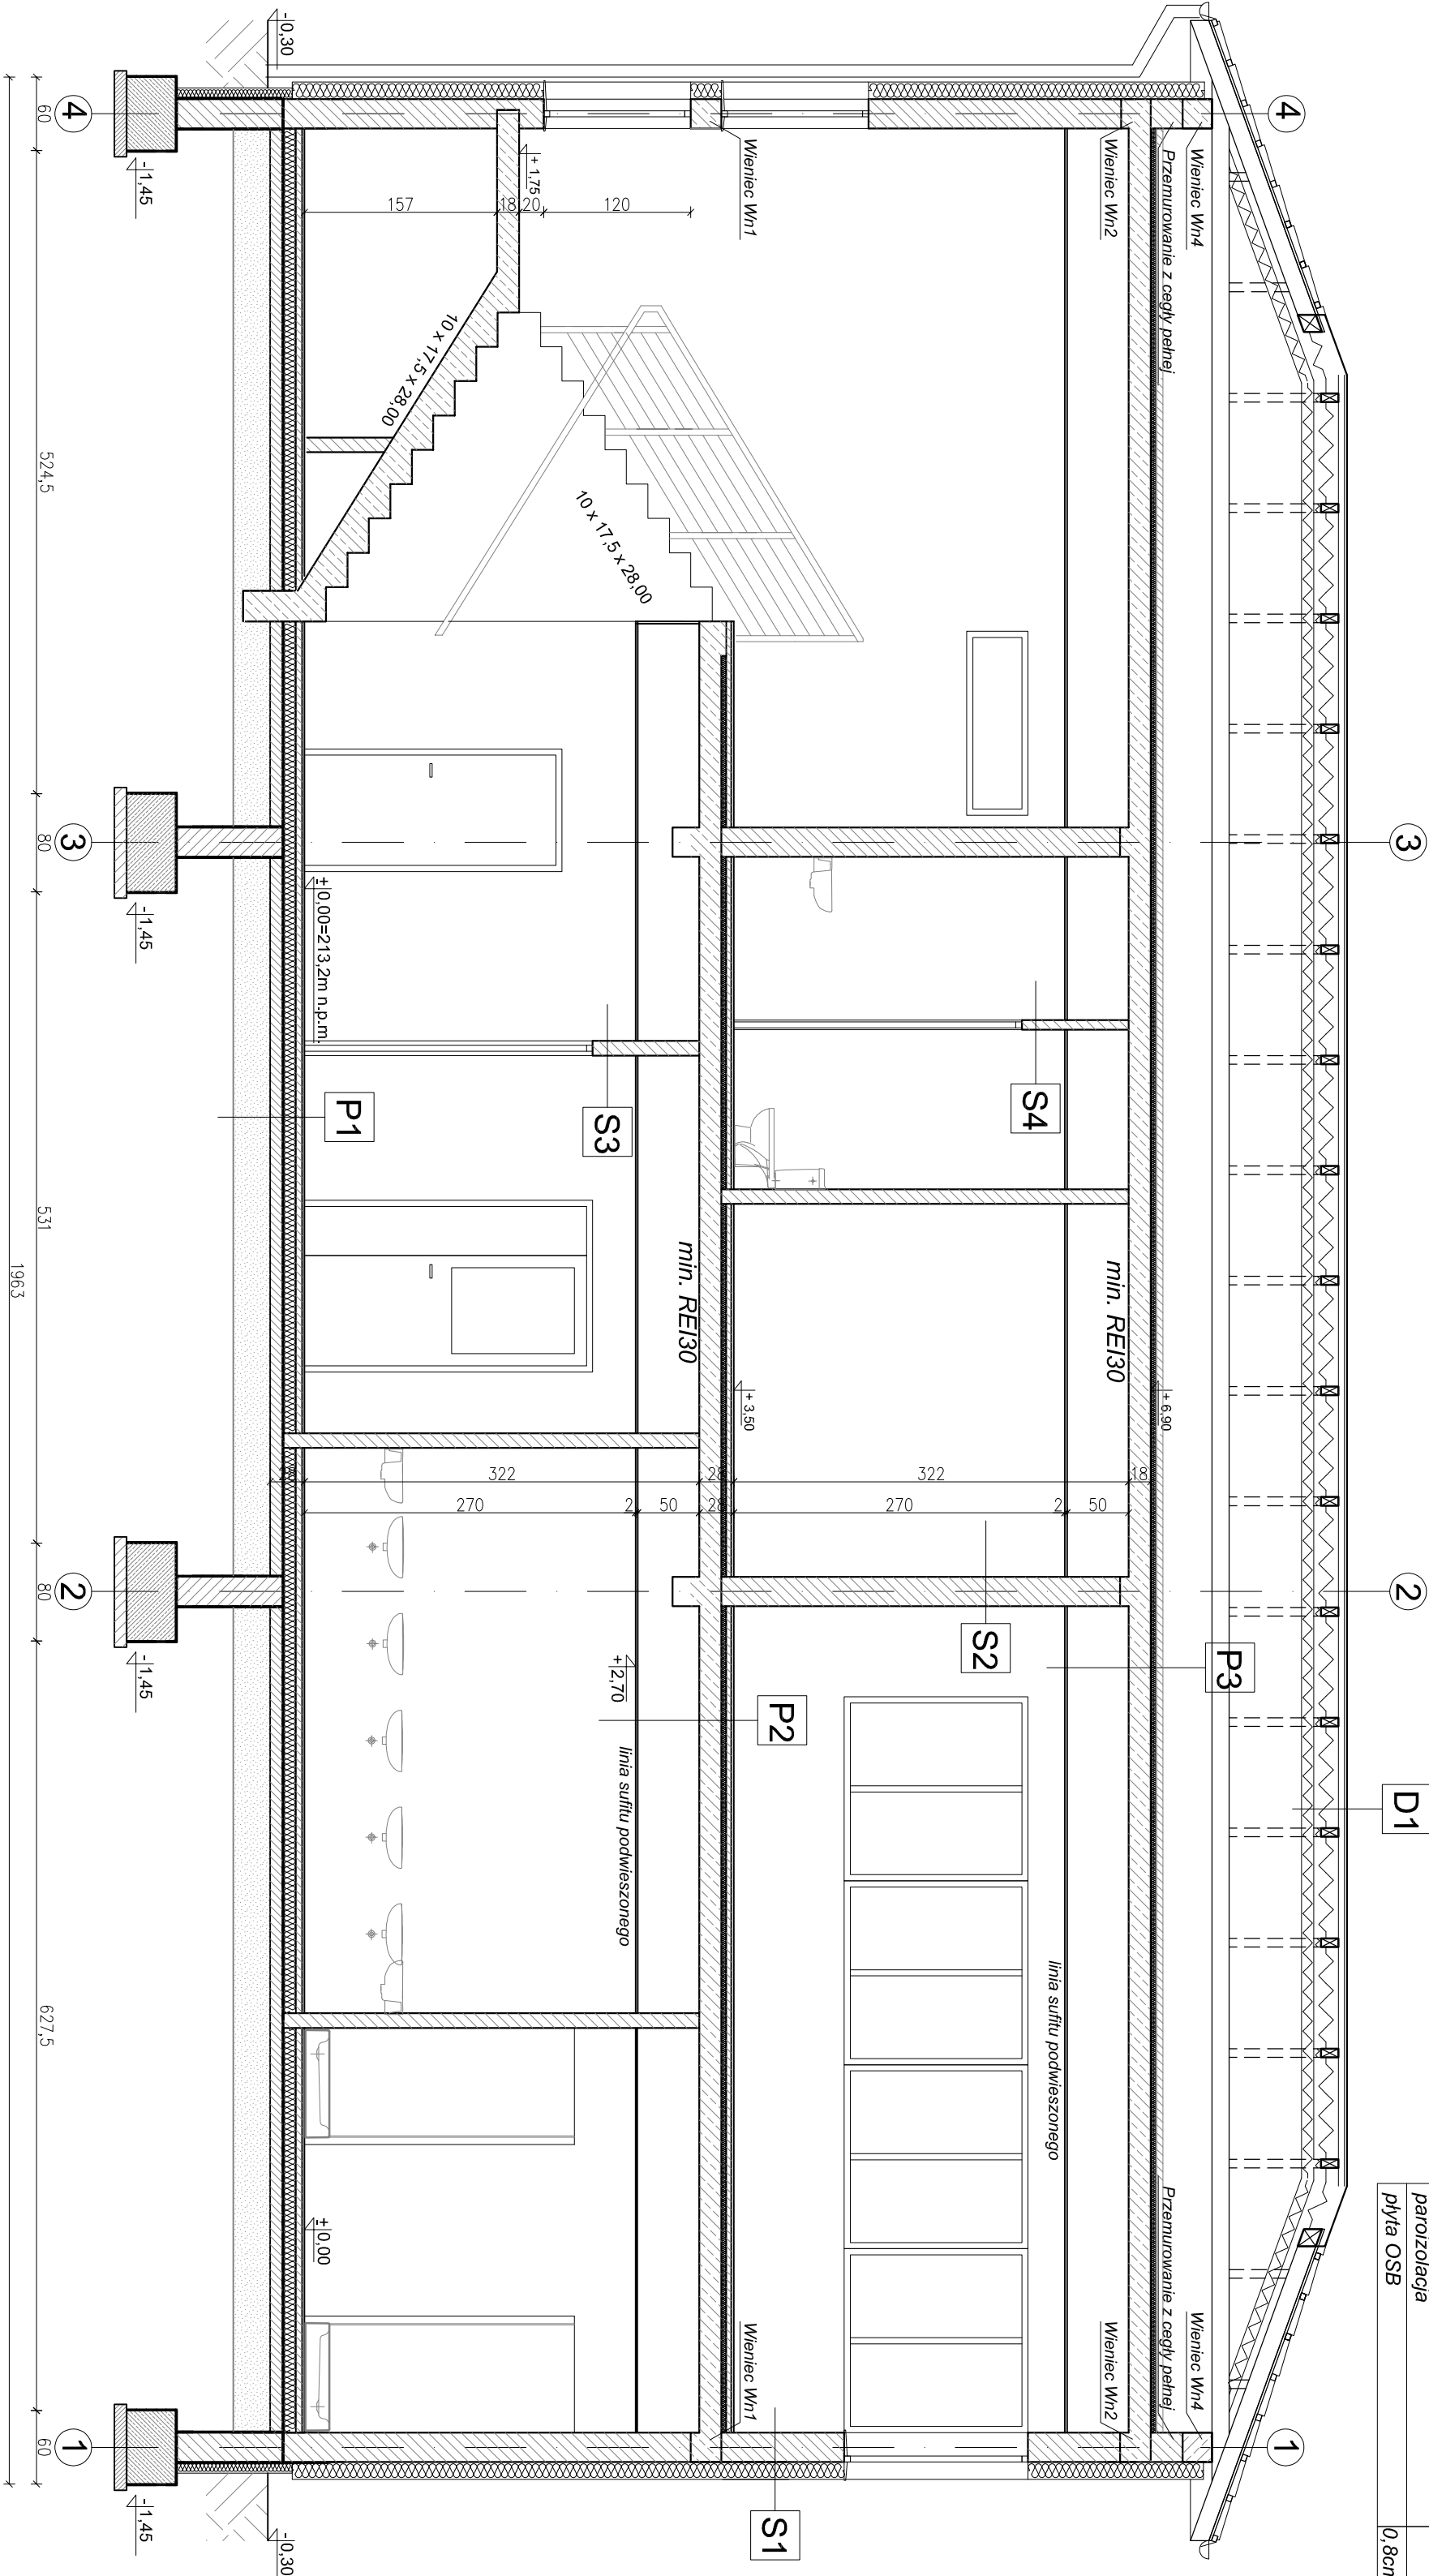 paroizolacja
płyta OSB
0,8cm
D1
3
2
4
1
Wieniec Wn4
Wieniec Wn4
Przemurowanie z cegły pełnej
Przemurowanie z cegły pełnej
P3
+ 6,90
Wieniec Wn2
min. REI30
18
Wieniec Wn2
linia sufitu podwieszonego
50
2
S4
S2
322
270
S1
Wieniec Wn1
+ 3,50
P2
Wieniec Wn1
28
28
min. REI30
10 x 17,5 x 28,00
120
20
18
+ 1,75
157
10 x 17,5 x 28,00
S3
50
2
+2,70
linia sufitu podwieszonego
322
270
P1
±0,00=213,2m n.p.m.
±0,00
-0,30
-0,30
-1,45
-1,45
-1,45
-1,45
4
3
2
1
60
524,5
80
531
80
627,5
60
1963